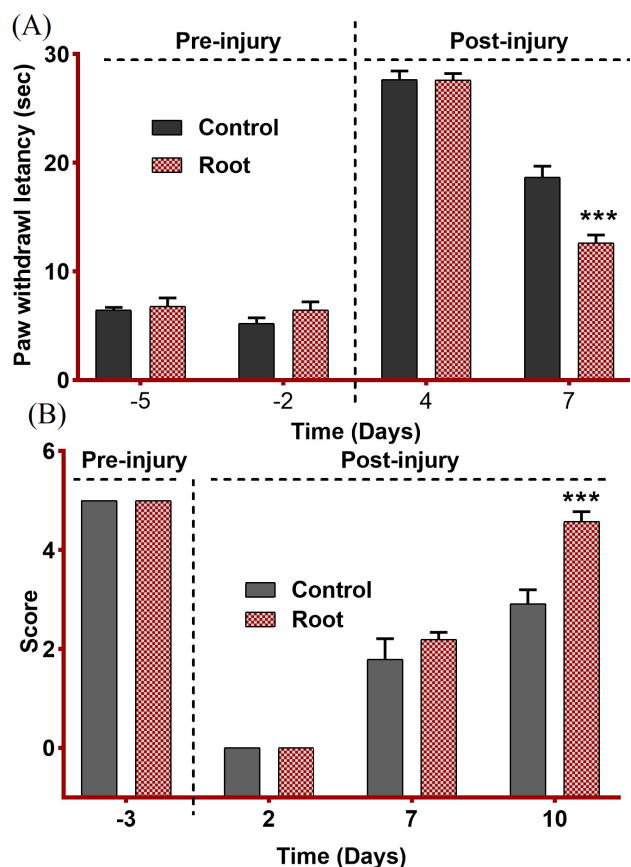 (A)
Pre-injury Post-injury
30
20
10
0
Paw withdrawl letancy (sec)
Control
Root
***
-5 -2 4 7
Time (Days)
(B)
6
4
2
0
Score
Pre-injury Post-injury
***
Control
Root
-3 2 7 10
Time (Days)